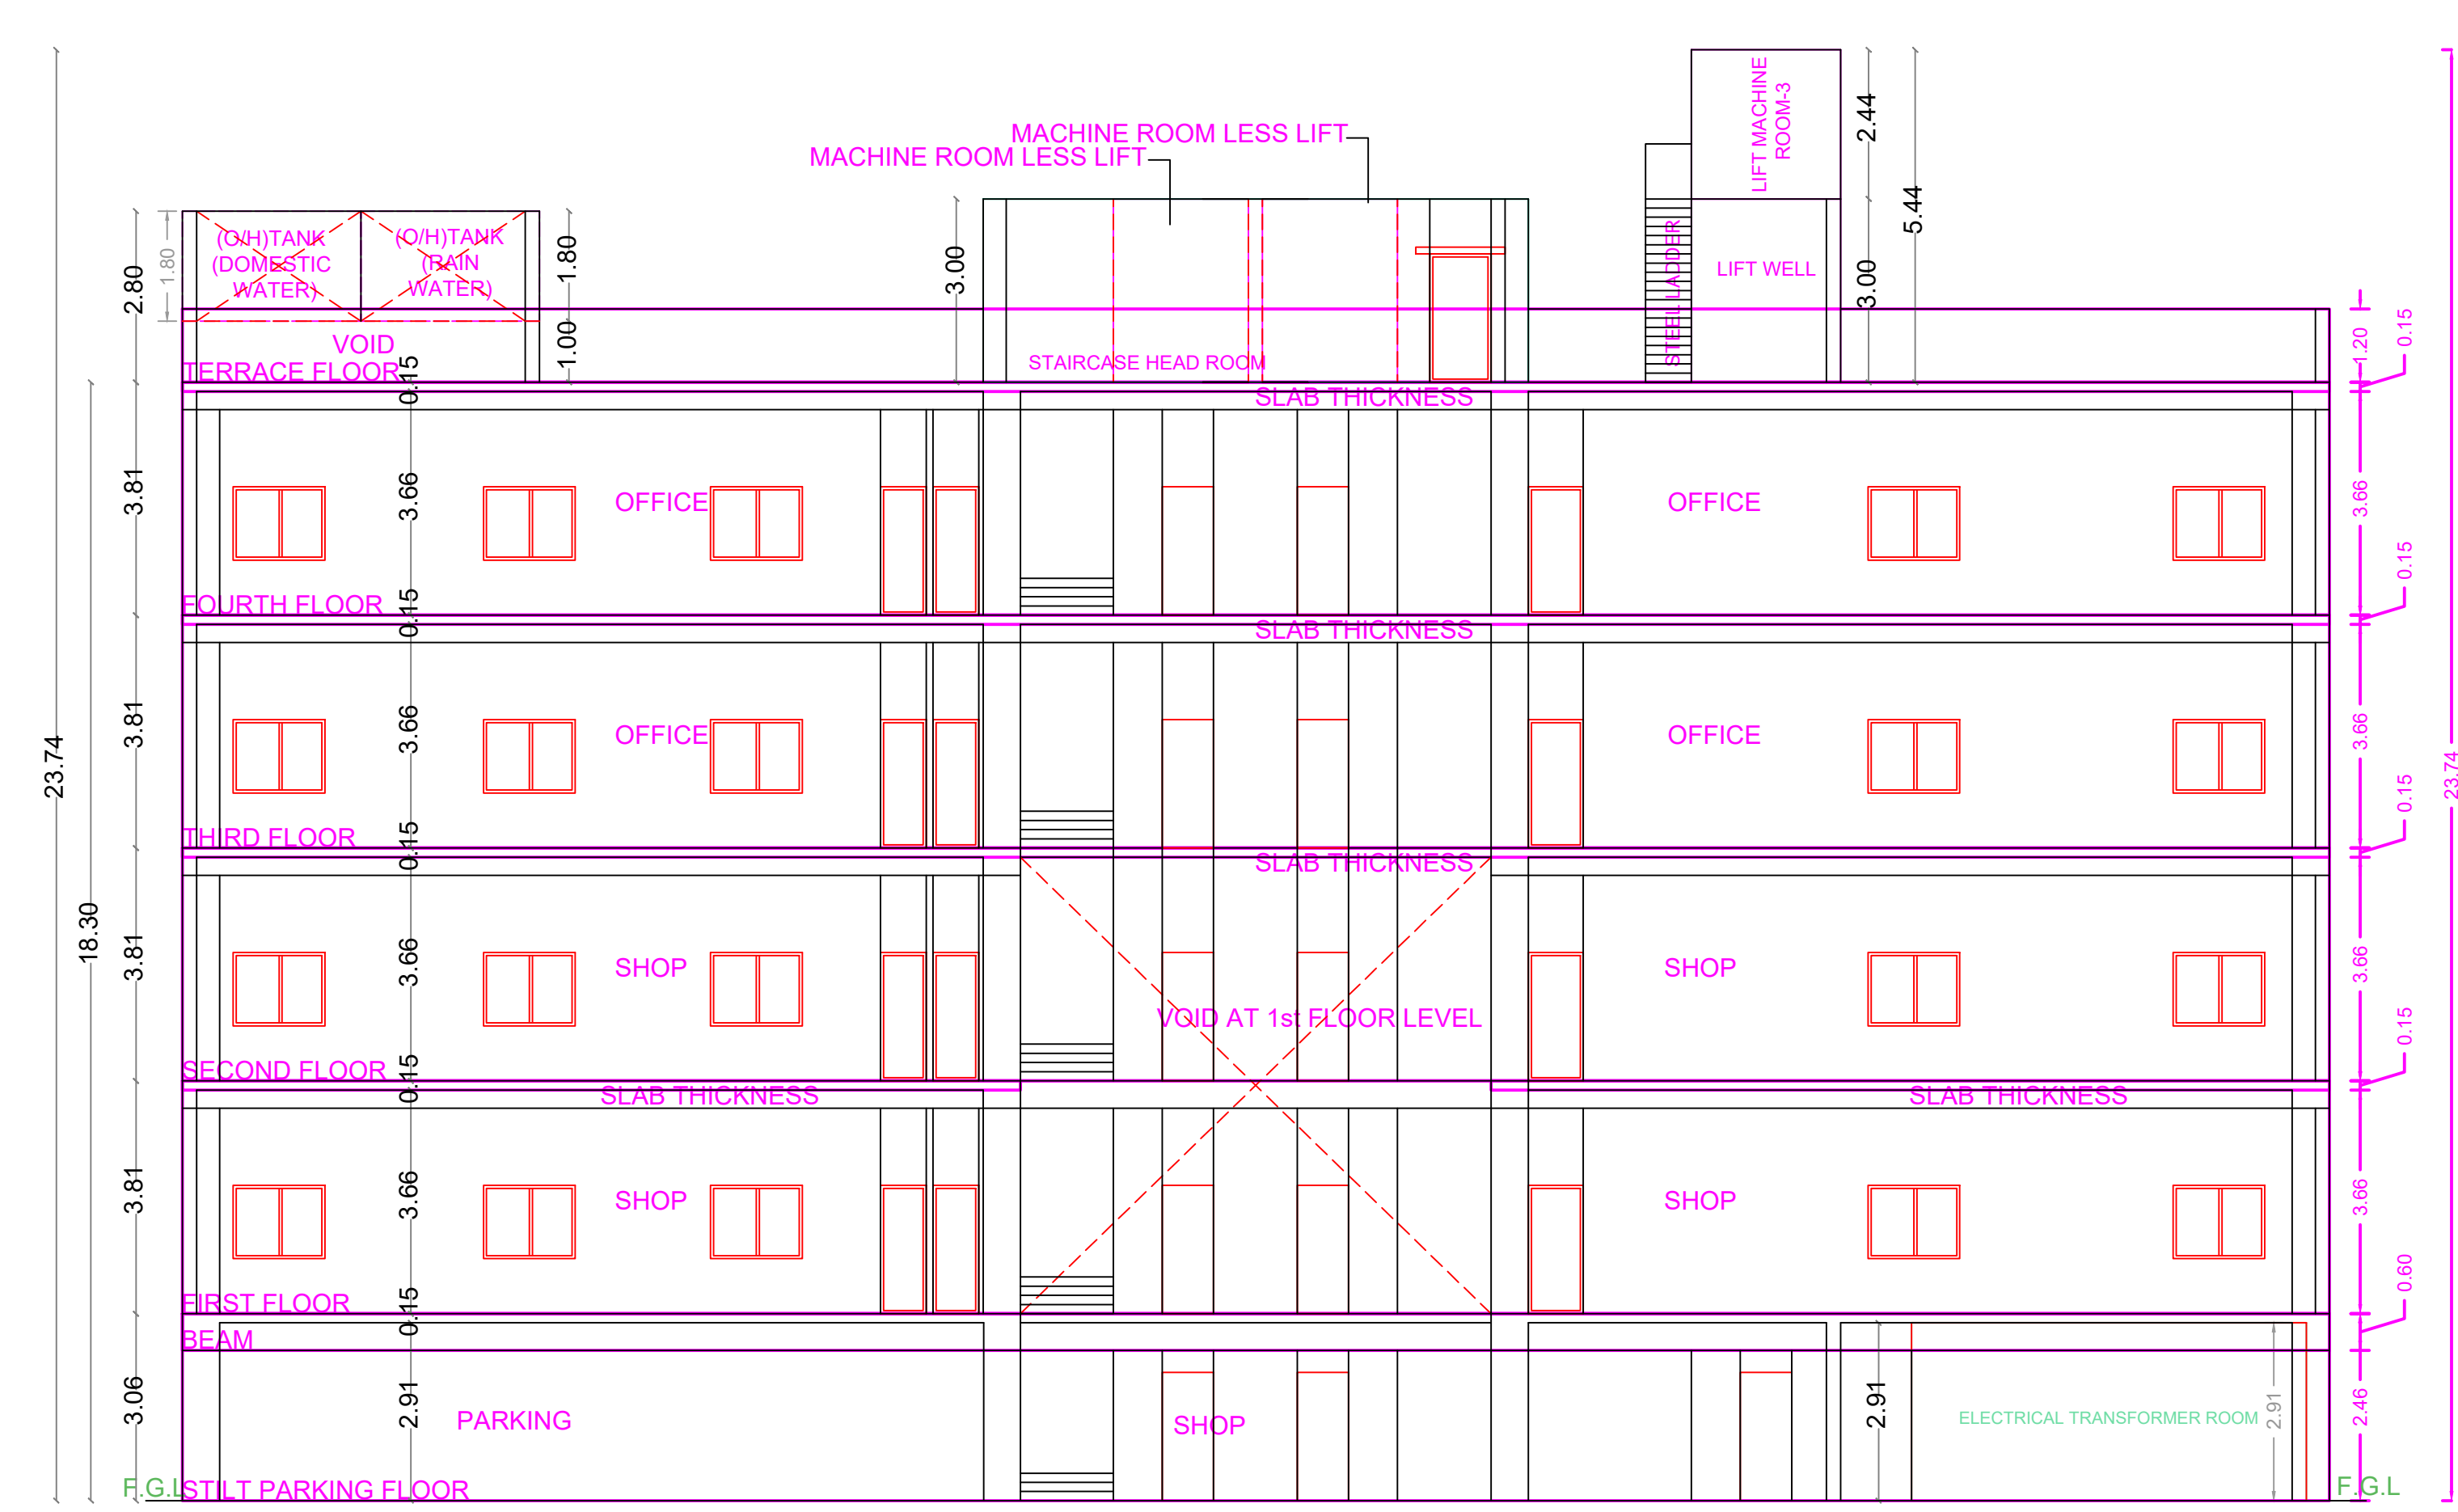 MACHINE ROOM LESS LIFT
MACHINE ROOM LESS LIFT
LIFT MACHINE
ROOM-3
2.44
5.44
3.00
(O/H)TANK
(DOMESTIC
WATER)
(O/H)TANK
(RAIN
WATER)
2.80
1.80
1.80
1.00
3.00
STEEL LADDER
LIFT WELL
VOID
TERRACE FLOOR
0.15
STAIRCASE HEAD ROOM
1.20
0.15
SLAB THICKNESS
3.81
3.66
OFFICE
OFFICE
3.66
0.15
FOURTH FLOOR
0.15
SLAB THICKNESS
3.81
3.66
OFFICE
OFFICE
3.66
23.74
23.74
0.15
THIRD FLOOR
0.15
SLAB THICKNESS
18.30
3.81
3.66
SHOP
SHOP
3.66
VOID AT 1st FLOOR LEVEL
0.15
SECOND FLOOR
0.15
SLAB THICKNESS
SLAB THICKNESS
3.81
3.66
SHOP
SHOP
3.66
0.60
FIRST FLOOR
0.15
BEAM
3.06
2.91
PARKING
SHOP
2.91
ELECTRICAL TRANSFORMER ROOM
2.91
2.46
F.G.L
STILT PARKING FLOOR
F.G.L